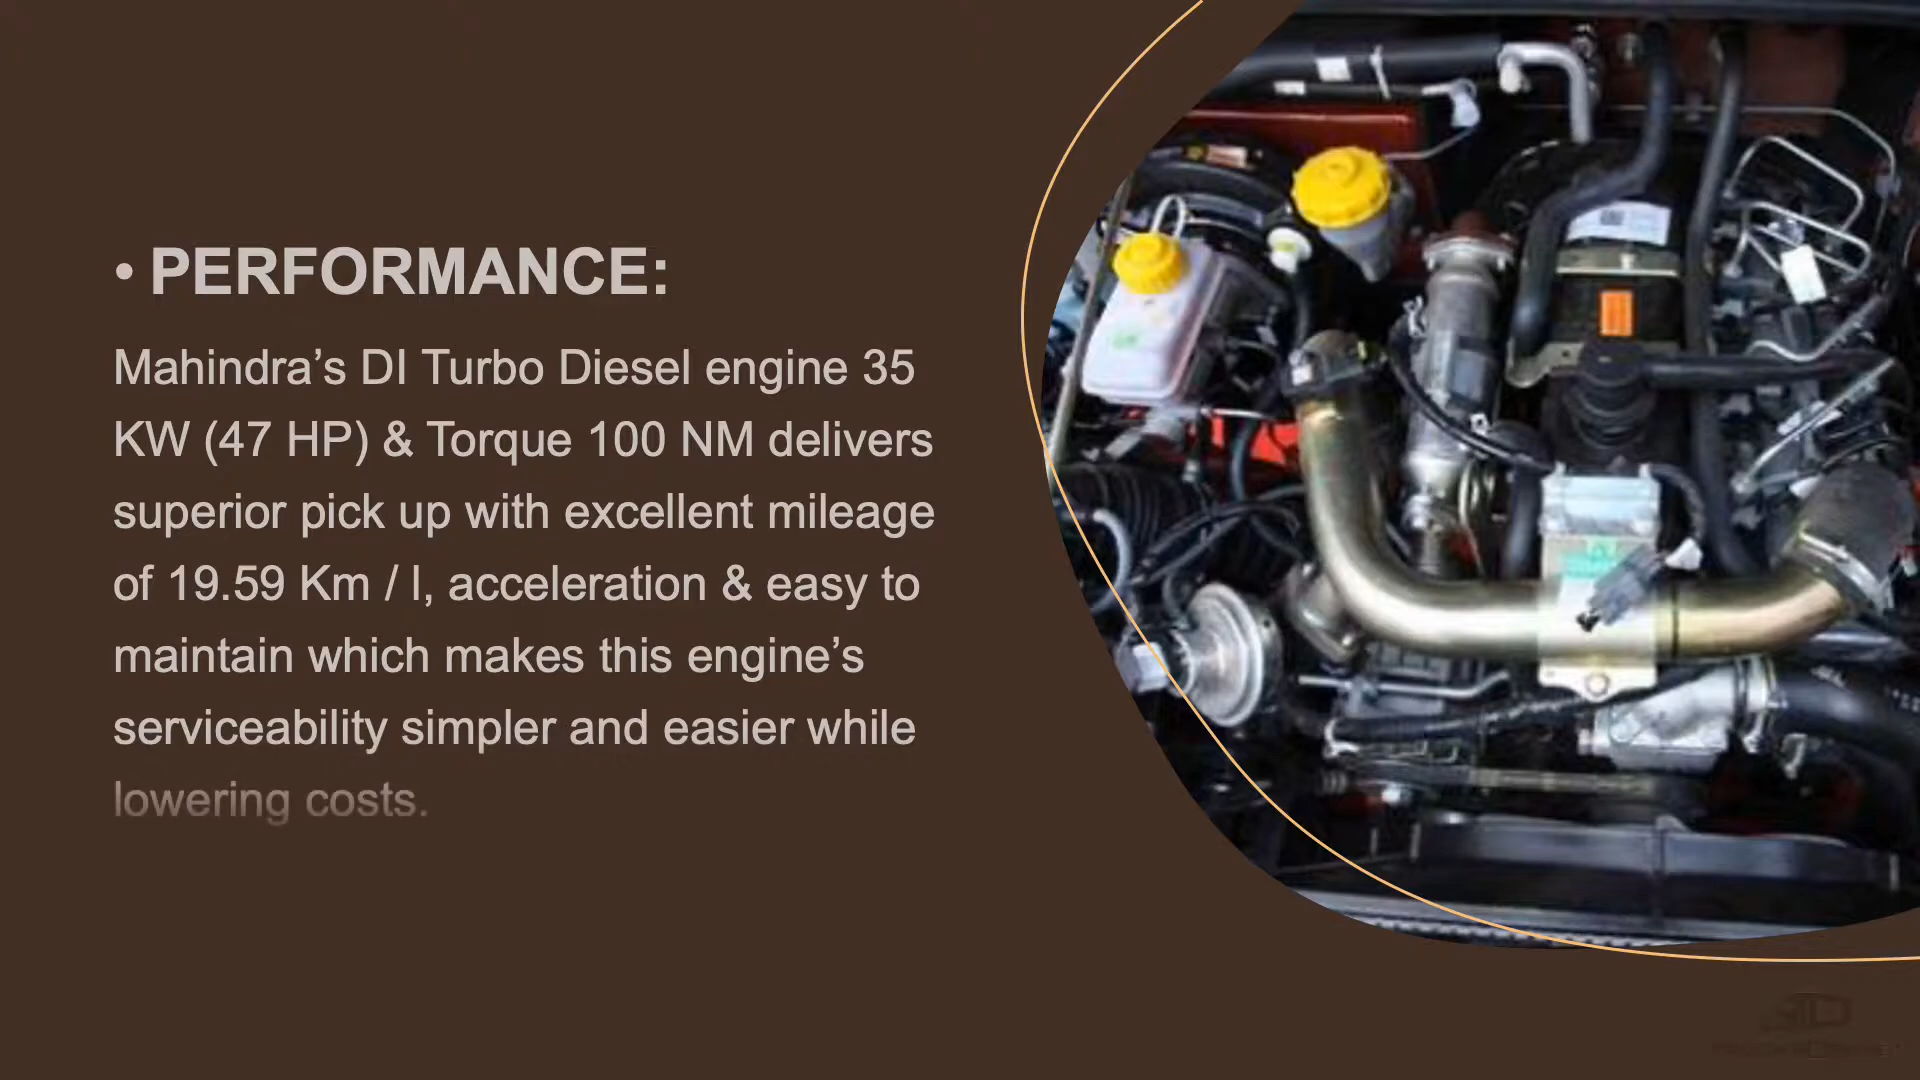 • PERFORMANCE:
Mahindra’s DI Turbo Diesel engine 35
KW (47 HP) & Torque 100 NM delivers
superior pick up with excellent mileage
of 19.59 Km / l, acceleration & easy to
maintain which makes this engine’s
serviceability simpler and easier while
lowering costs.